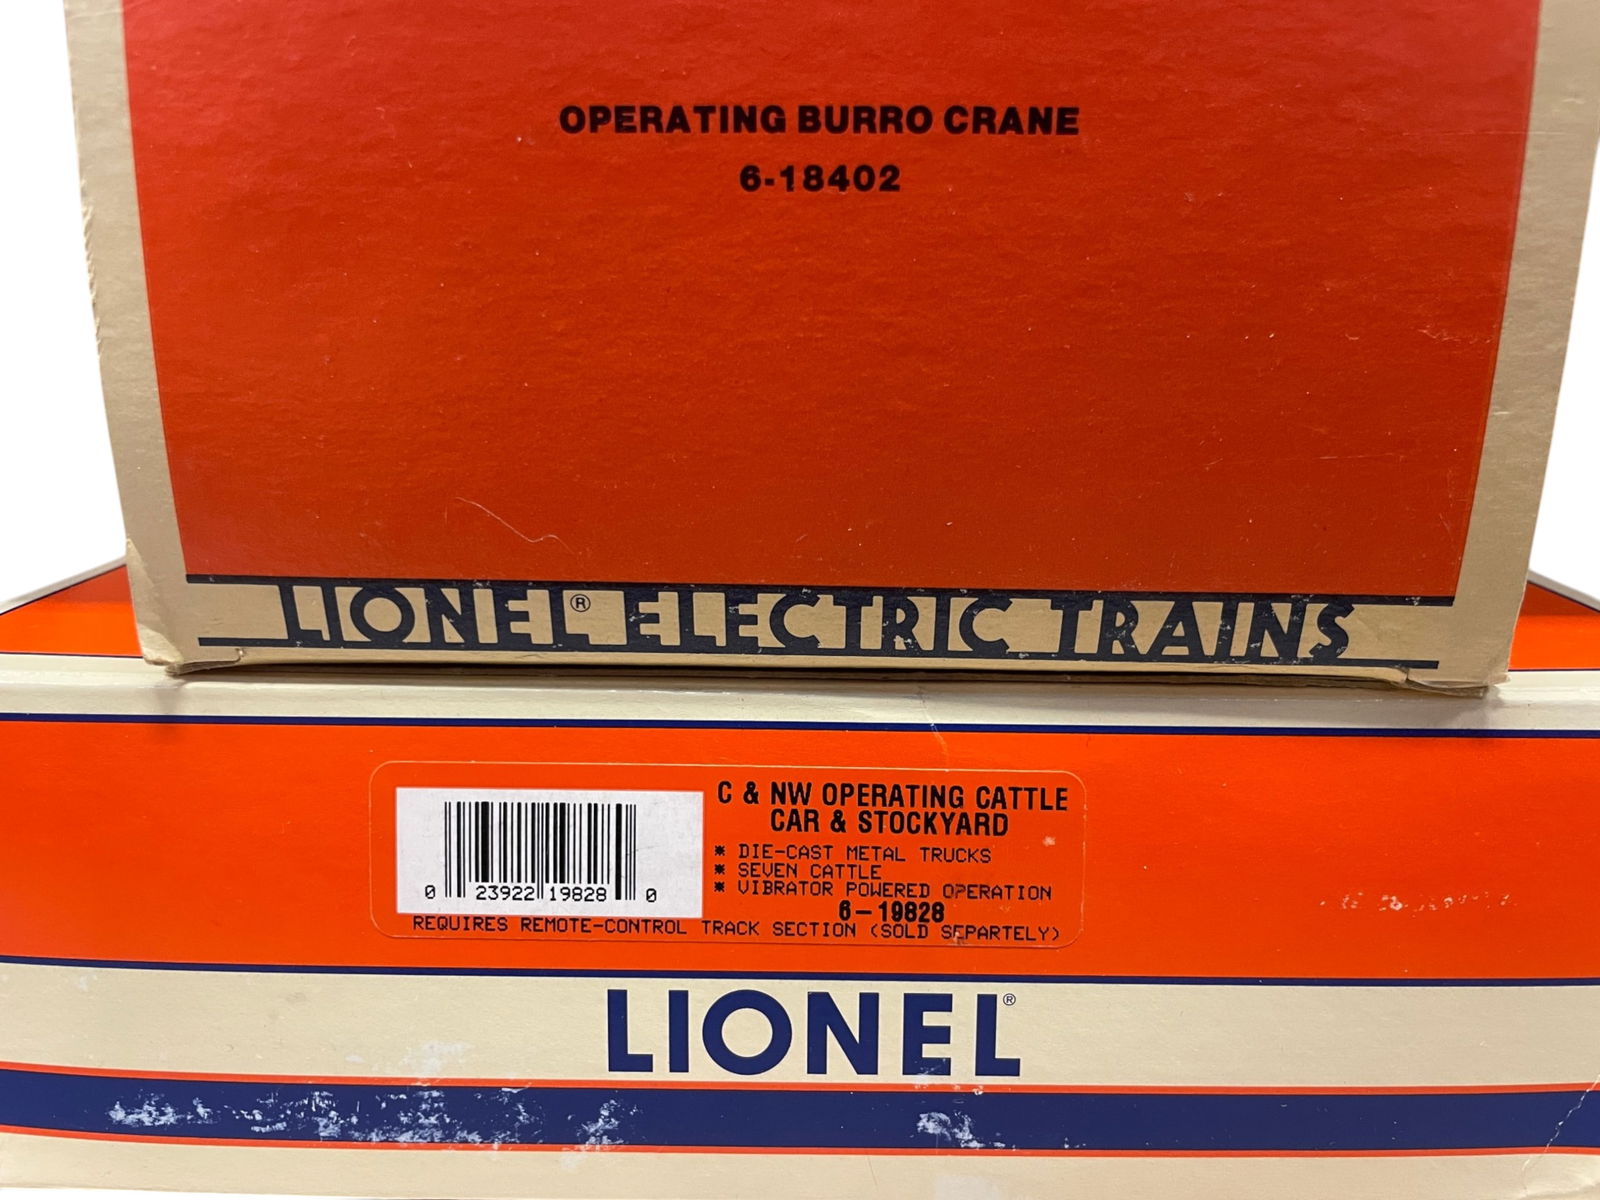 OPERATING BURRO CRANE
6-18402
LIONEL® ELECTRIC TRAINS
C & NW OPERATING CATTLE
CAR & STOCKYARD
* DIE-CAST METAL TRUCKS
* SEVEN CATTLE
* VIBRATOR POWERED OPERATION
6-19828
0 23922 19828 0
REQUIRES REMOTE-CONTROL TRACK SECTION (SOLD SEPARTELY)
LIONEL®